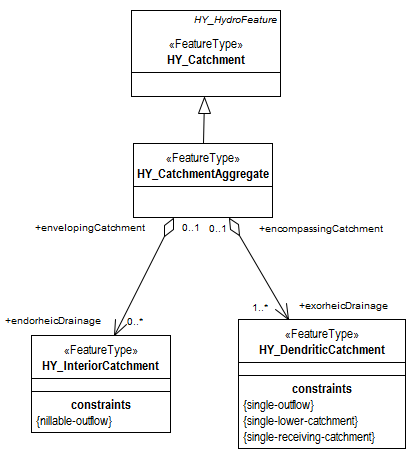 HY_HydroFeature
«FeatureType»
HY_Catchment
«FeatureType»
HY_CatchmentAggregate
+envelopingCatchment
0..1
0..1
+encompassingCatchment
+endorheicDrainage
0..*
1..*
+exorheicDrainage
«FeatureType»
HY_InteriorCatchment
constraints
{nillable-outflow}
«FeatureType»
HY_DendriticCatchment
constraints
{single-outflow}
{single-lower-catchment}
{single-receiving-catchment}